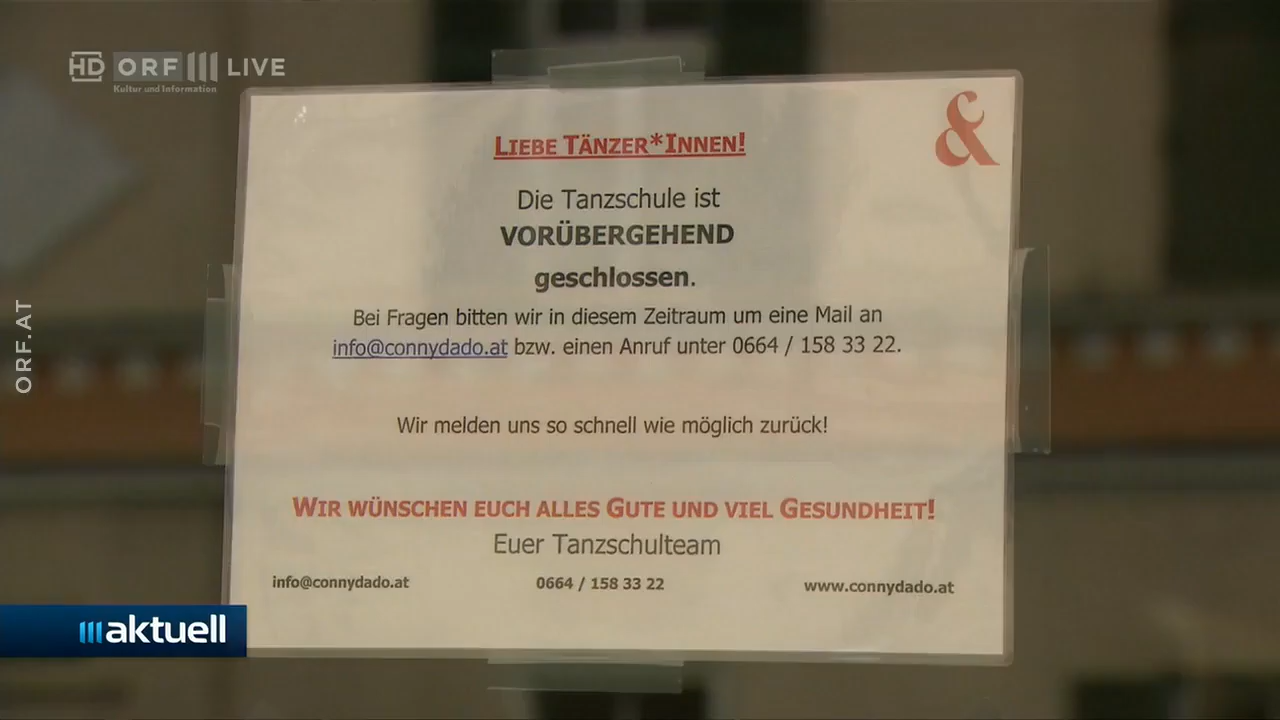 HD ORF III LIVE
Kultur und Information
ORF.AT
&
LIEBE TÄNZER*INNEN!
Die Tanzschule ist
VORÜBERGEHEND
geschlossen.
Bei Fragen bitten wir in diesem Zeitraum um eine Mail an
info@connydado.at bzw. einen Anruf unter 0664 / 158 33 22.
Wir melden uns so schnell wie möglich zurück!
WIR WÜNSCHEN EUCH ALLES GUTE UND VIEL GESUNDHEIT!
Euer Tanzschulteam
info@connydado.at 0664 / 158 33 22 www.connydado.at
III aktuell